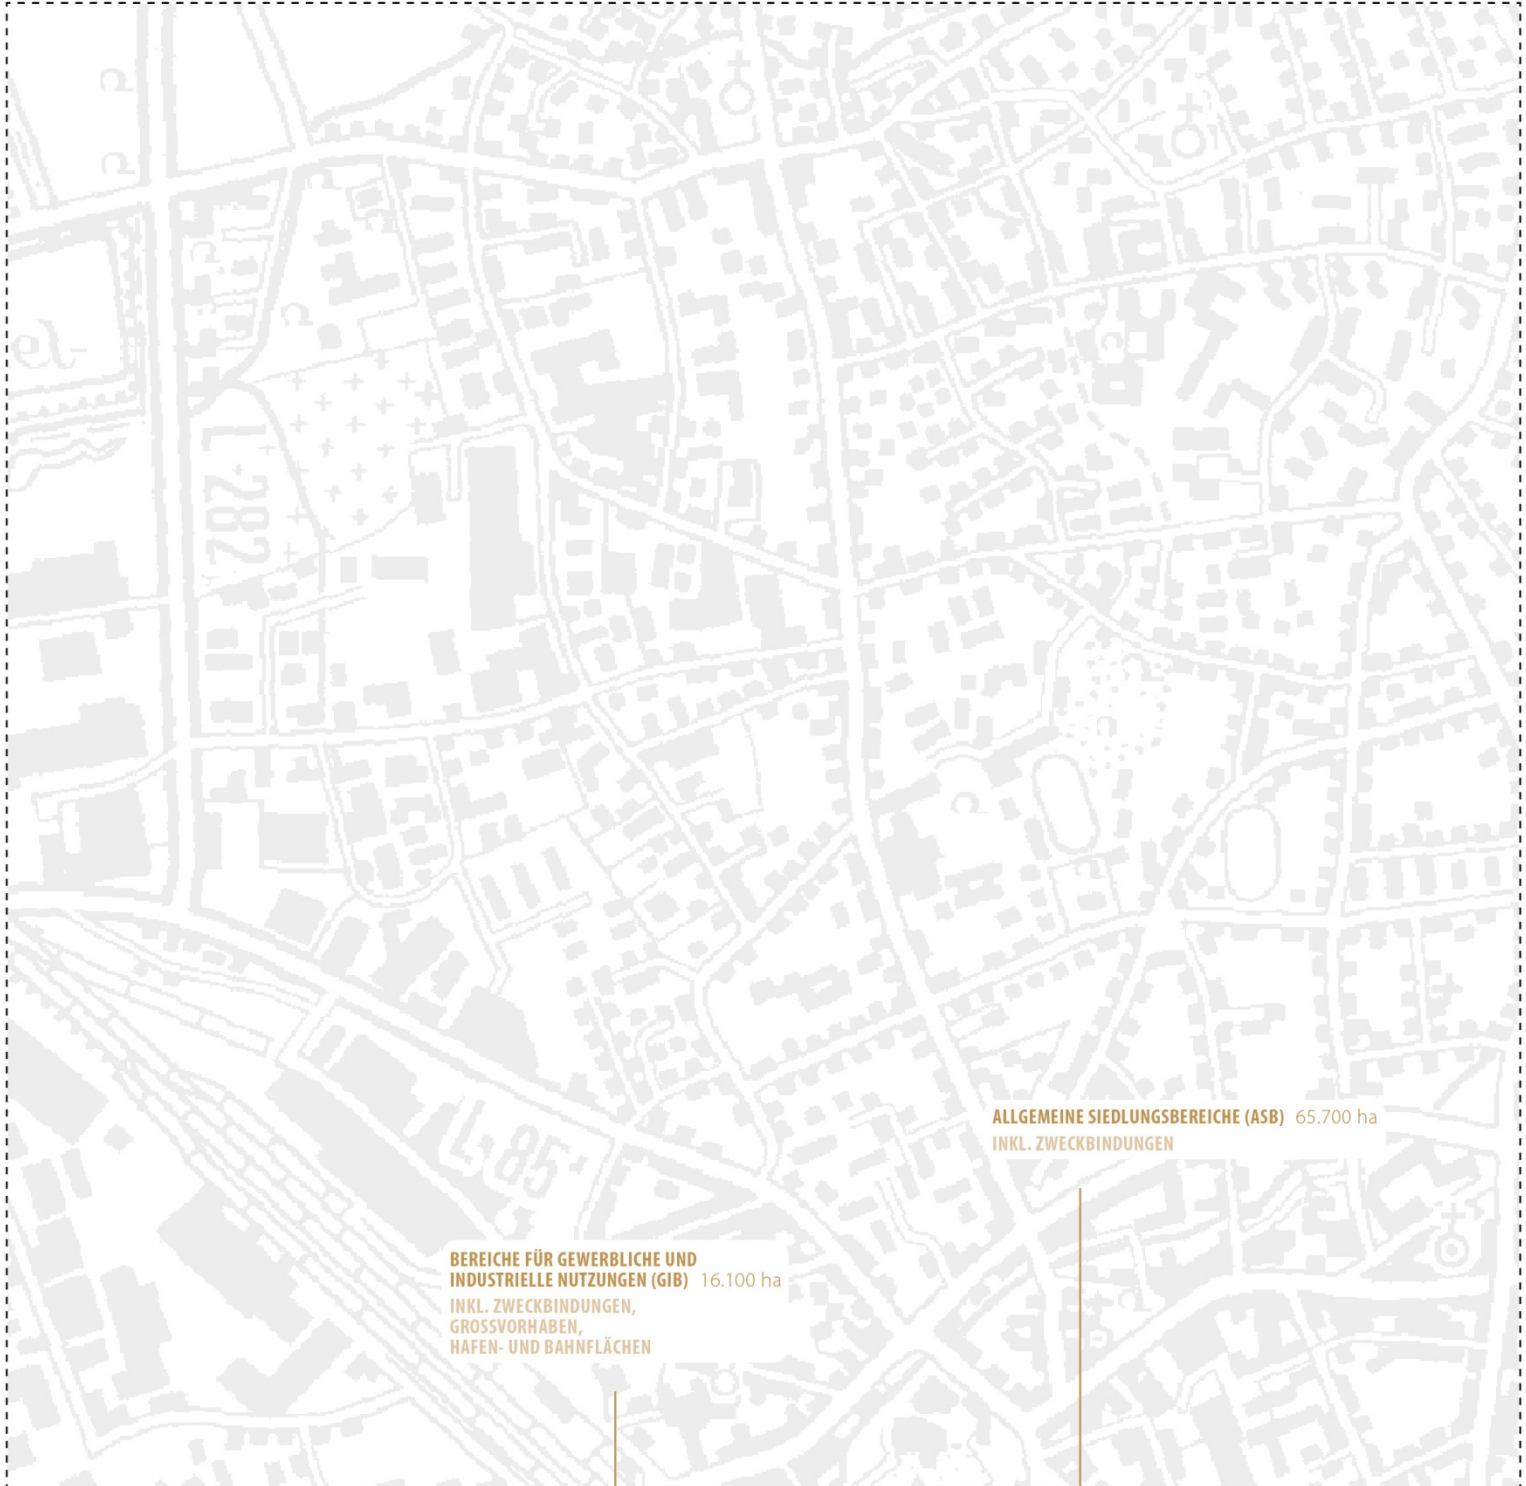 el-
L 282
L 85
ALLGEMEINE SIEDLUNGSBEREICHE (ASB) 65.700 ha
INKL. ZWECKBINDUNGEN
BEREICHE FÜR GEWERBLICHE UND
INDUSTRIELLE NUTZUNGEN (GIB) 16.100 ha
INKL. ZWECKBINDUNGEN,
GROSSVORHABEN,
HAFEN- UND BAHNFLÄCHEN